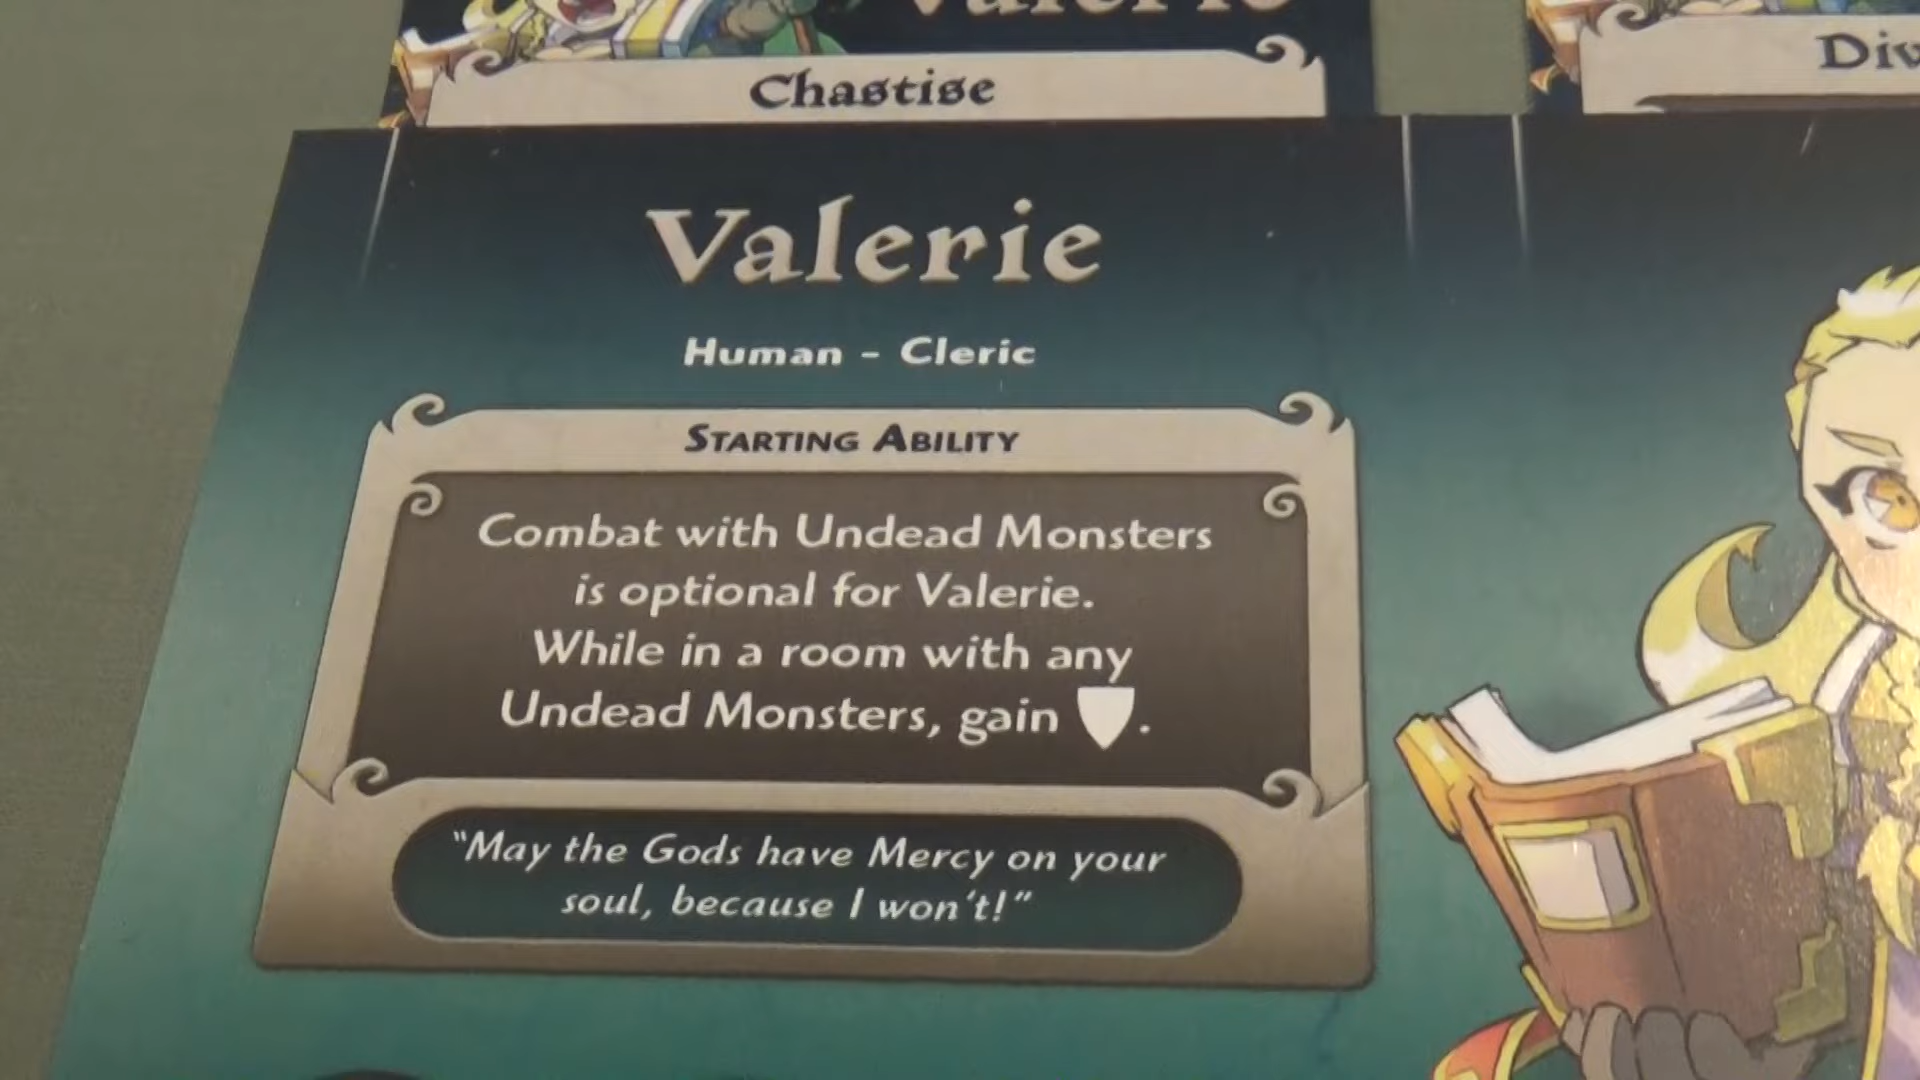 Valerie
Chastise
Valerie
Human - Cleric
STARTING ABILITY
Combat with Undead Monsters
is optional for Valerie.
While in a room with any
Undead Monsters, gain .
"May the Gods have Mercy on your
soul, because I won't!"